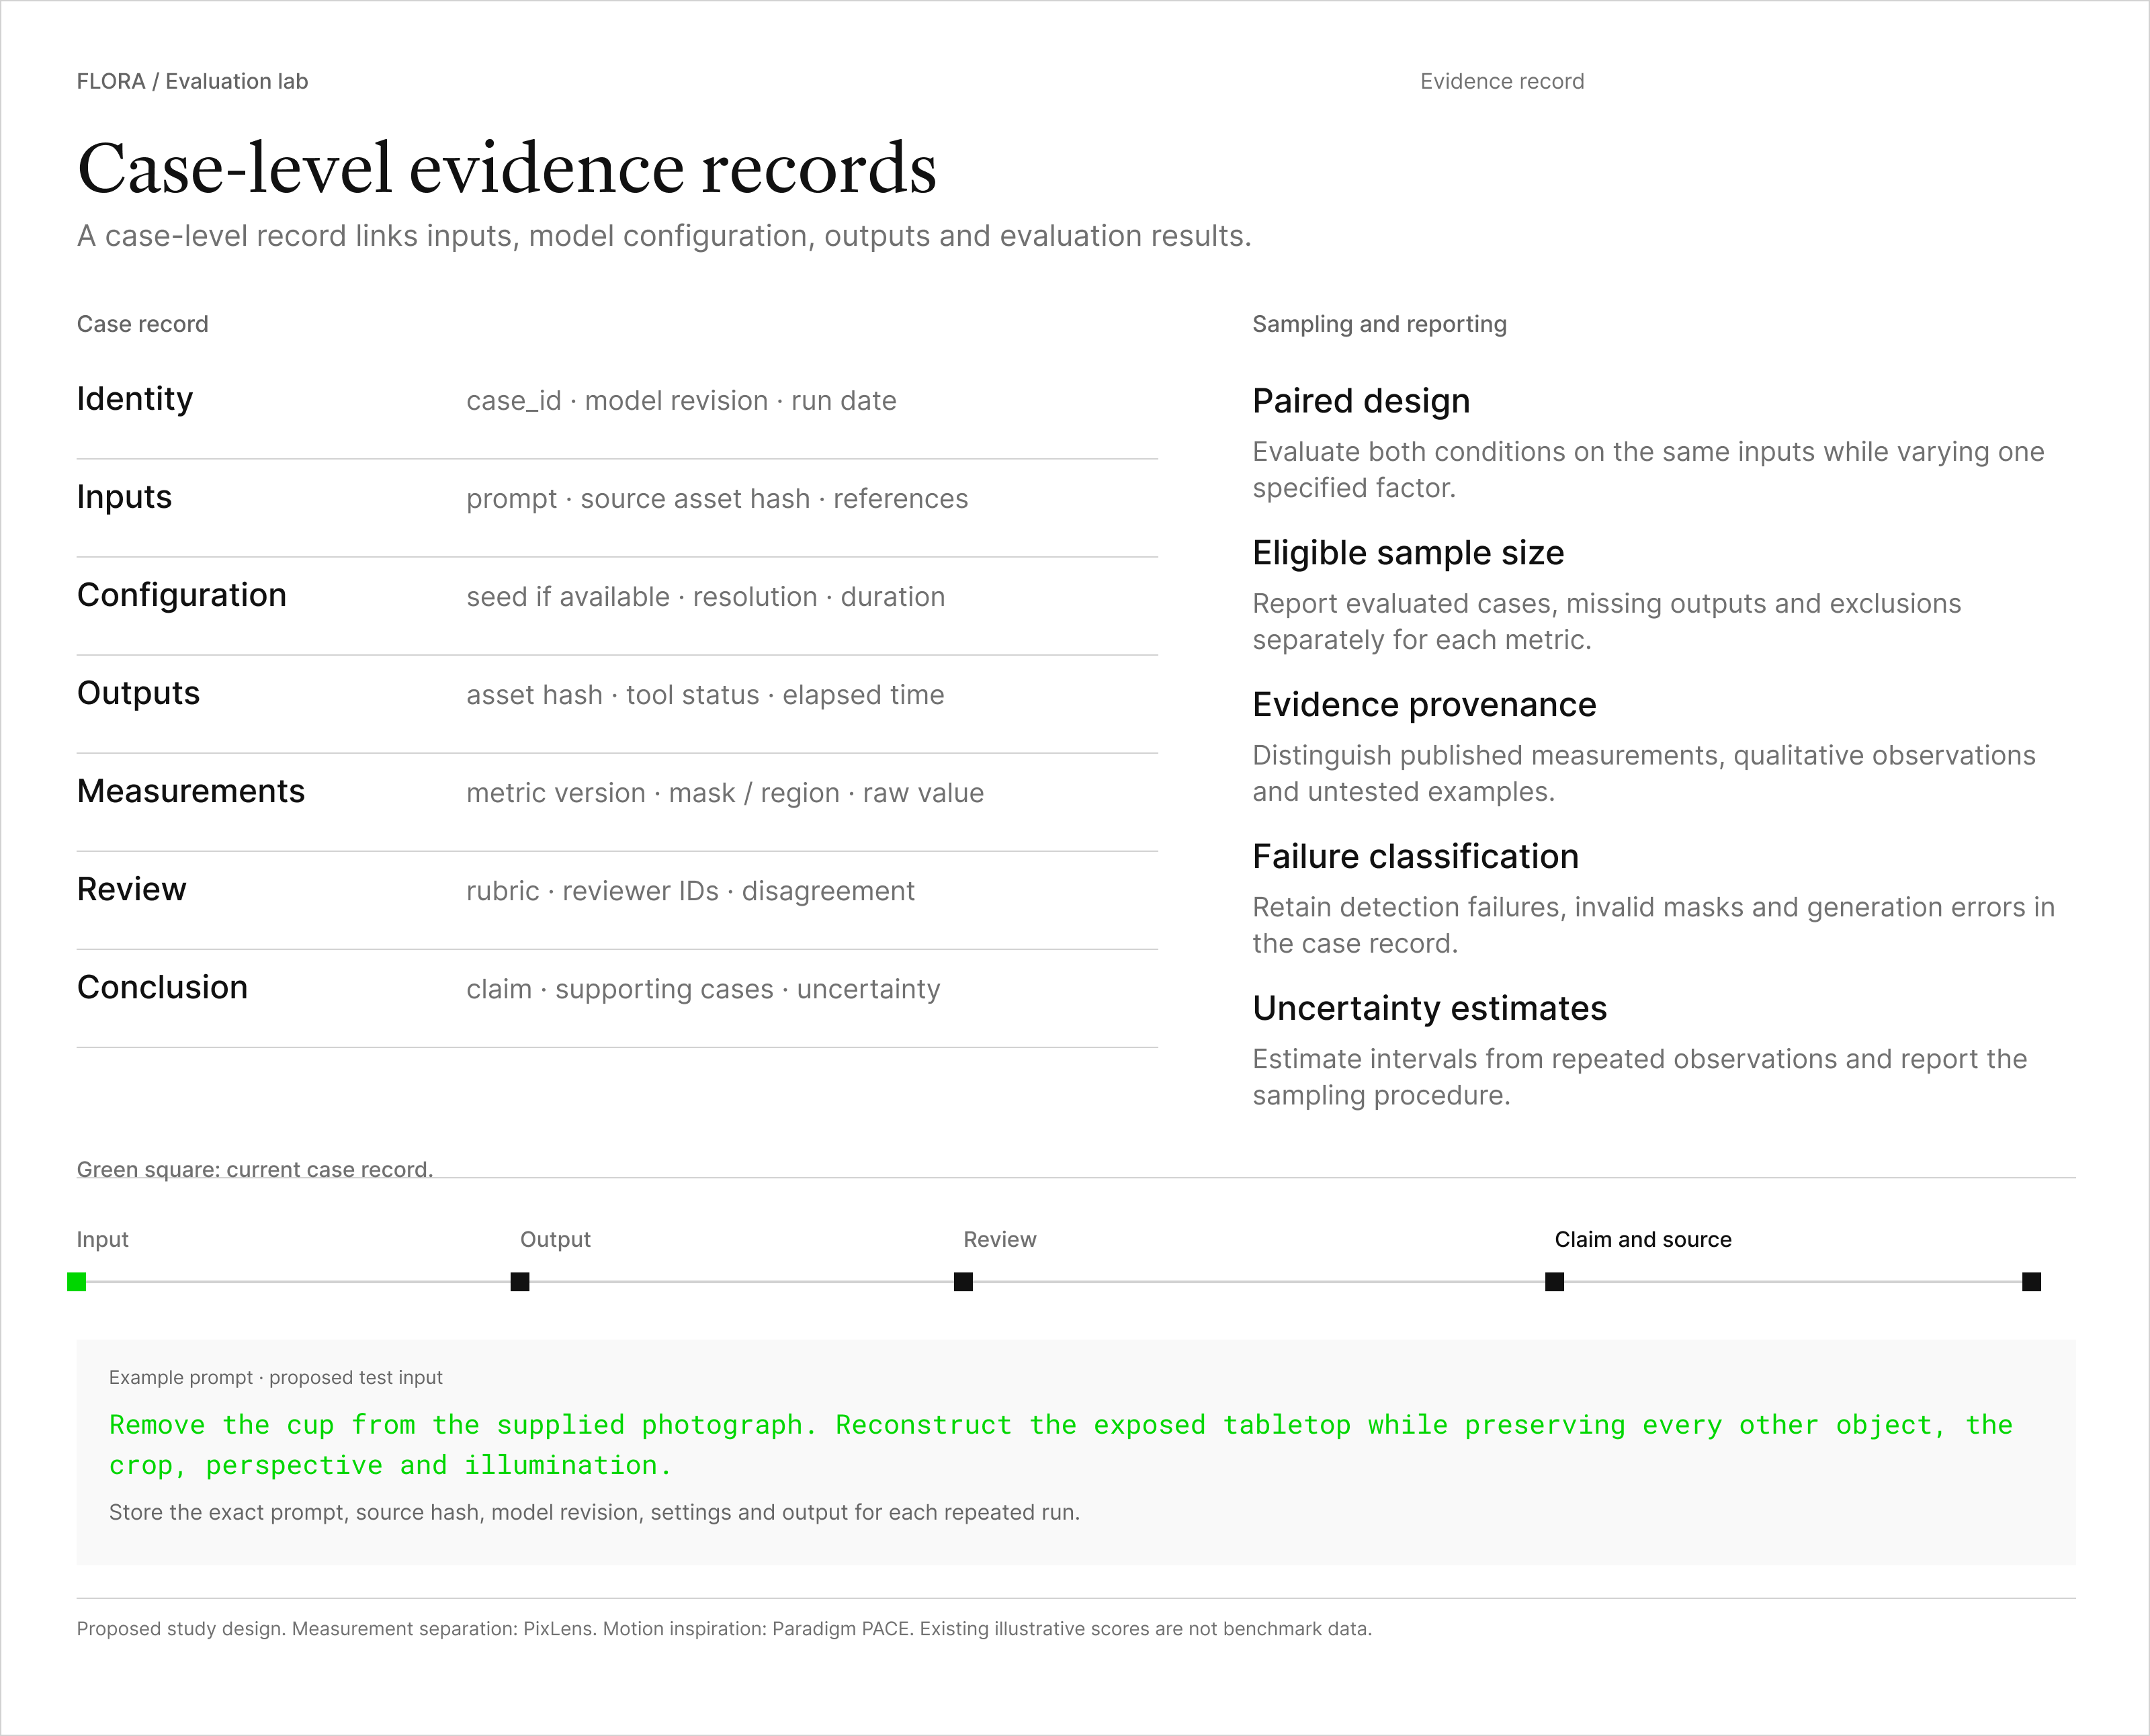 FLORA / Evaluation lab
Evidence record
Case-level evidence records
A case-level record links inputs, model configuration, outputs and evaluation results.
Case record
Identity
case_id · model revision · run date
Inputs
prompt · source asset hash · references
Configuration
seed if available · resolution · duration
Outputs
asset hash · tool status · elapsed time
Measurements
metric version · mask / region · raw value
Review
rubric · reviewer IDs · disagreement
Conclusion
claim · supporting cases · uncertainty
Sampling and reporting
Paired design
Evaluate both conditions on the same inputs while varying one
specified factor.
Eligible sample size
Report evaluated cases, missing outputs and exclusions
separately for each metric.
Evidence provenance
Distinguish published measurements, qualitative observations
and untested examples.
Failure classification
Retain detection failures, invalid masks and generation errors in
the case record.
Uncertainty estimates
Estimate intervals from repeated observations and report the
sampling procedure.
Green square: current case record.
Input
Output
Review
Claim and source
Example prompt · proposed test input
Remove the cup from the supplied photograph. Reconstruct the exposed tabletop while preserving every other object, the
crop, perspective and illumination.
Store the exact prompt, source hash, model revision, settings and output for each repeated run.
Proposed study design. Measurement separation: PixLens. Motion inspiration: Paradigm PACE. Existing illustrative scores are not benchmark data.